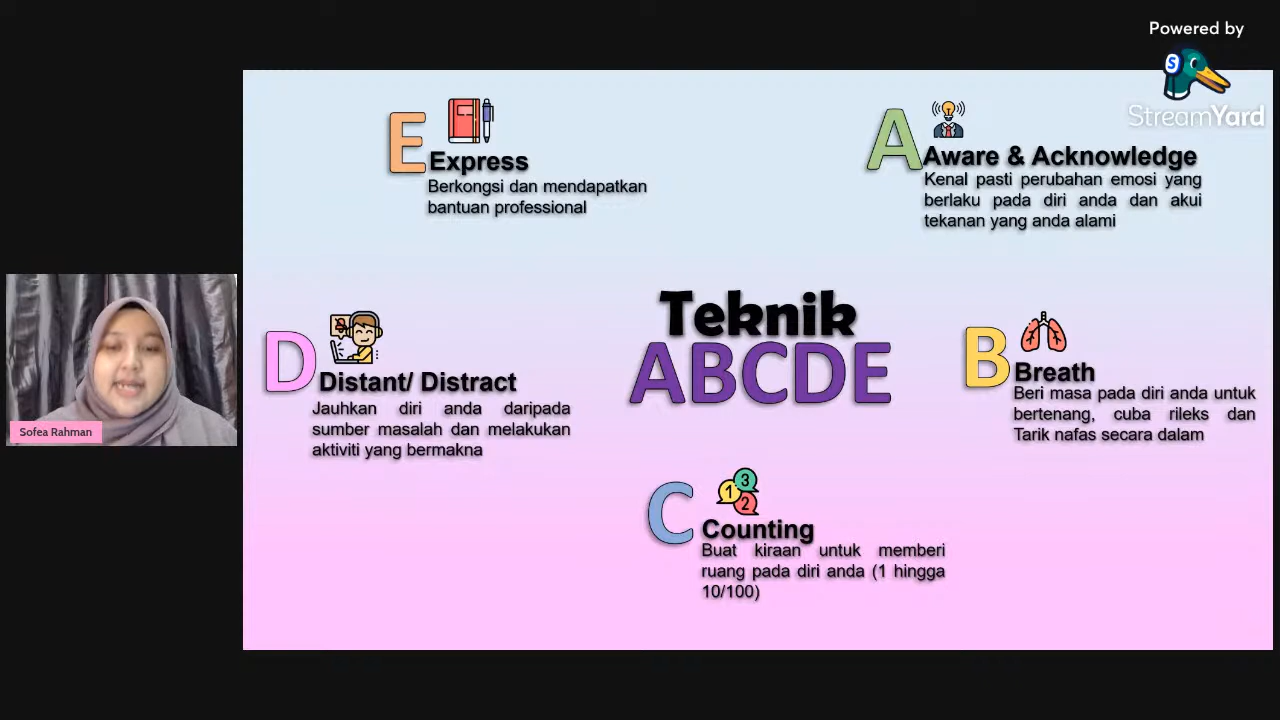 Powered by
StreamYard
Teknik
ABCDE
A
Aware & Acknowledge
Kenal pasti perubahan emosi yang
berlaku pada diri anda dan akui
tekanan yang anda alami
B
Breath
Beri masa pada diri anda untuk
bertenang, cuba rileks dan
Tarik nafas secara dalam
C
1 3 2
Counting
Buat kiraan untuk memberi
ruang pada diri anda (1 hingga
10/100)
D
Distant/ Distract
Jauhkan diri anda daripada
sumber masalah dan melakukan
aktiviti yang bermakna
E
Express
Berkongsi dan mendapatkan
bantuan professional
Sofea Rahman